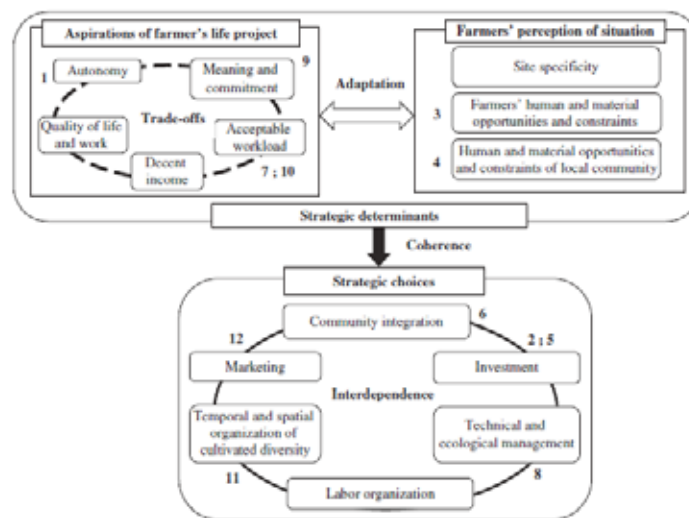 Aspirations of farmer's life project
1
Autonomy
Meaning and
commitment
9
Trade-offs
Quality of life
and work
Acceptable
workload
Decent
income
7 ; 10
Adaptation
Farmers' perception of situation
Site specificity
3
Farmers' human and material
opportunities and constraints
4
Human and material opportunities
and constraints of local community
Strategic determinants
Coherence
Strategic choices
Community integration
6
12
2 ; 5
Marketing
Investment
Interdependence
Temporal and spatial
organization of
cultivated diversity
Technical and
ecological management
11
8
Labor organization